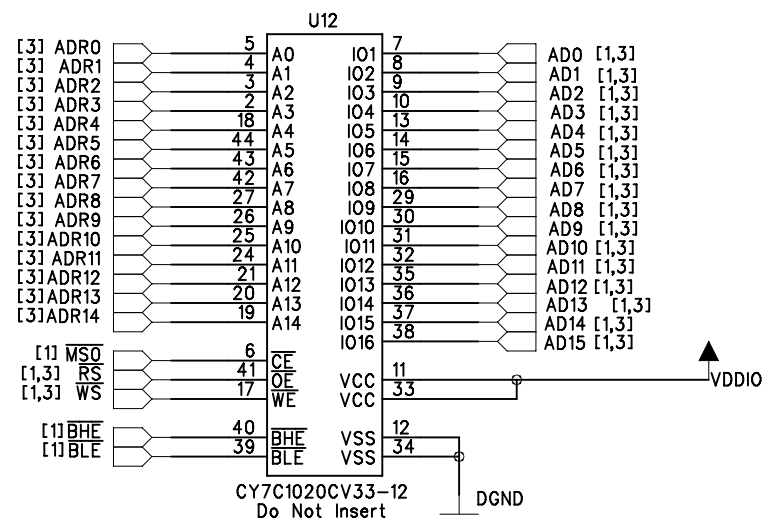 U12
[3] ADR0 5 A0 IO1 7 AD0 [1,3]
[3] ADR1 4 A1 IO2 8 AD1 [1,3]
[3] ADR2 3 A2 IO3 9 AD2 [1,3]
[3] ADR3 2 A3 IO4 10 AD3 [1,3]
[3] ADR4 18 A4 IO5 13 AD4 [1,3]
[3] ADR5 44 A5 IO6 14 AD5 [1,3]
[3] ADR6 43 A6 IO7 15 AD6 [1,3]
[3] ADR7 42 A7 IO8 16 AD7 [1,3]
[3] ADR8 27 A8 IO9 29 AD8 [1,3]
[3] ADR9 26 A9 IO10 30 AD9 [1,3]
[3]ADR10 25 A10 IO11 31 AD10 [1,3]
[3]ADR11 24 A11 IO12 32 AD11 [1,3]
[3]ADR12 21 A12 IO13 35 AD12 [1,3]
[3]ADR13 20 A13 IO14 36 AD13 [1,3]
[3]ADR14 19 A14 IO15 37 AD14 [1,3]
IO16 38 AD15 [1,3]
[1] MS0 6 CE
[1,3] RS 41 OE VCC 11 VDDIO
[1,3] WS 17 WE VCC 33
[1]BHE 40 BHE VSS 12
[1]BLE 39 BLE VSS 34
CY7C1020CV33-12 DGND
Do Not Insert